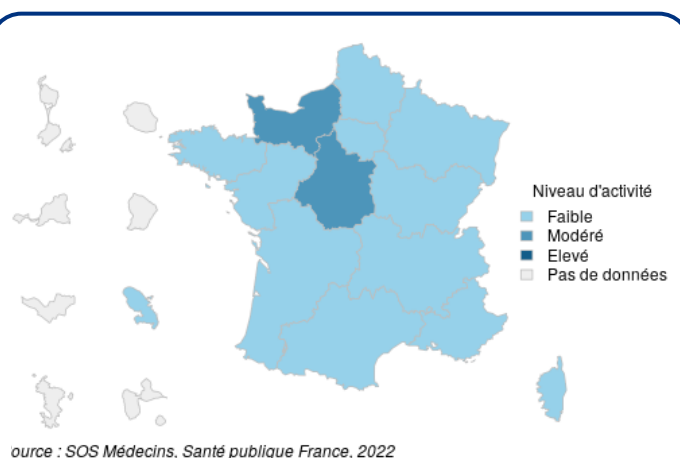 Niveau d'activité
Faible
Modéré
Elevé
Pas de données
ource : SOS Médecins, Santé publique France, 2022